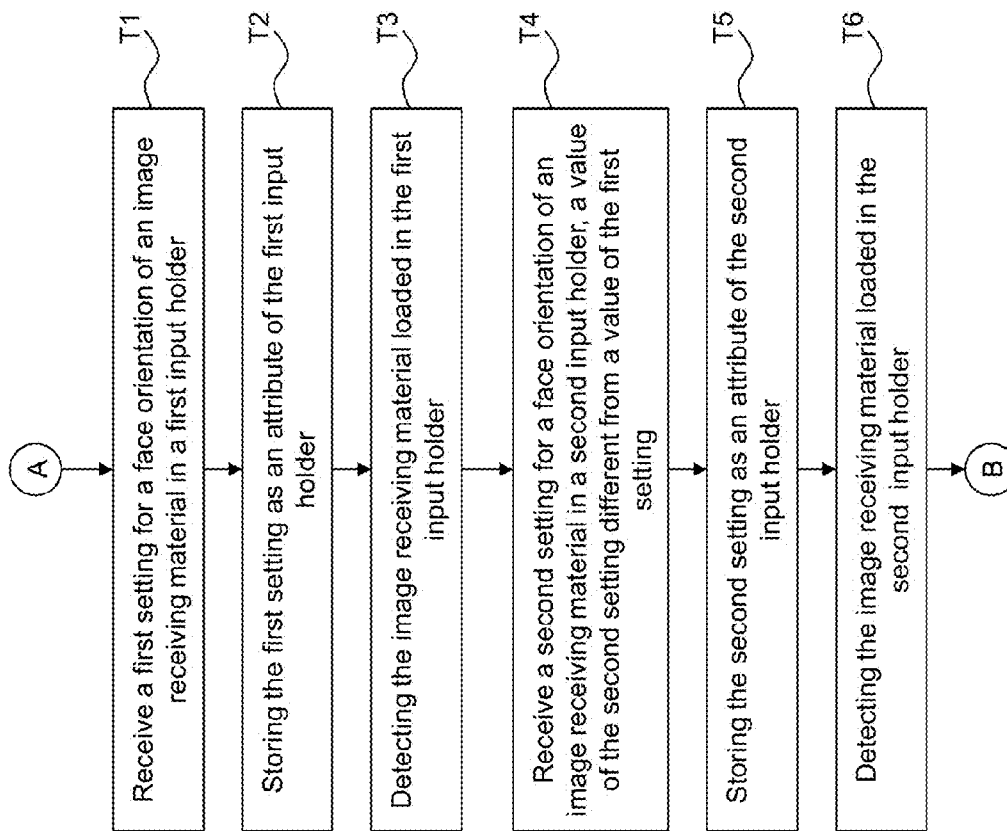 A
Receive a first setting for a face orientation of an image
receiving material in a first input holder
T1
Storing the first setting as an attribute of the first input
holder
T2
Detecting the image receiving material loaded in the first
input holder
T3
Receive a second setting for a face orientation of an
image receiving material in a second input holder, a value
of the second setting different from a value of the first
setting
T4
Storing the second setting as an attribute of the second
input holder
T5
Detecting the image receiving material loaded in the
second input holder
T6
B